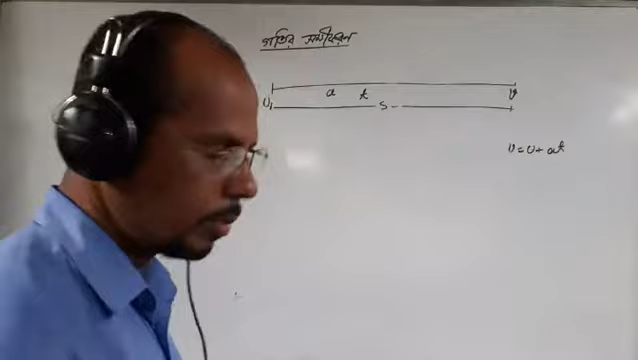 গতির সমীকরণ
a t v
u s
v = u + at